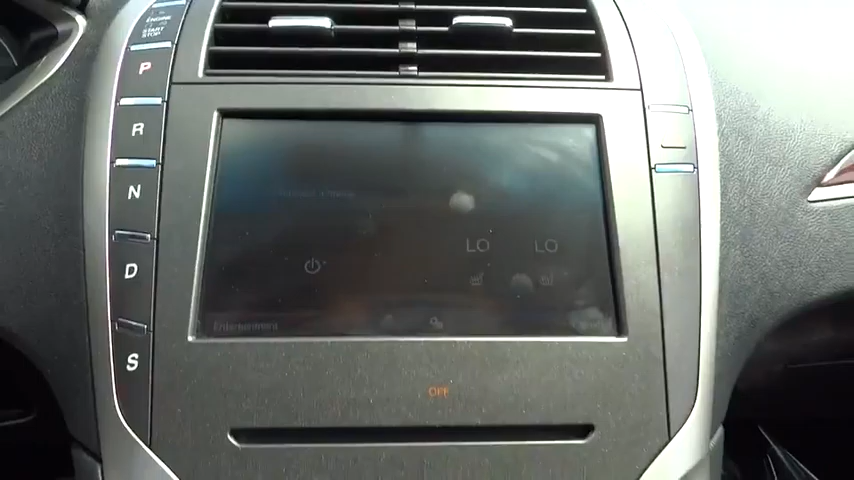 ENGINE
START
STOP
P
R
N
D
S
LO LO
Entertainment
OFF